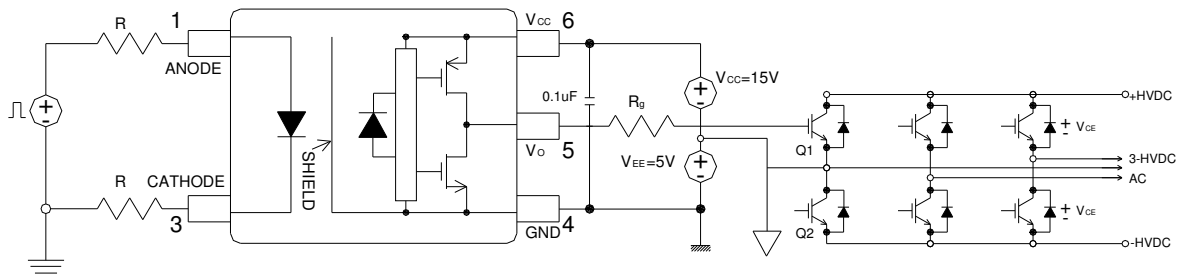 R
1
ANODE
R
CATHODE
3
SHIELD
VCC
6
VO
5
GND
4
0.1uF
Rg
VCC=15V
VEE=5V
Q1
Q2
+
-
VCE
+
-
VCE
+HVDC
3-HVDC
AC
-HVDC